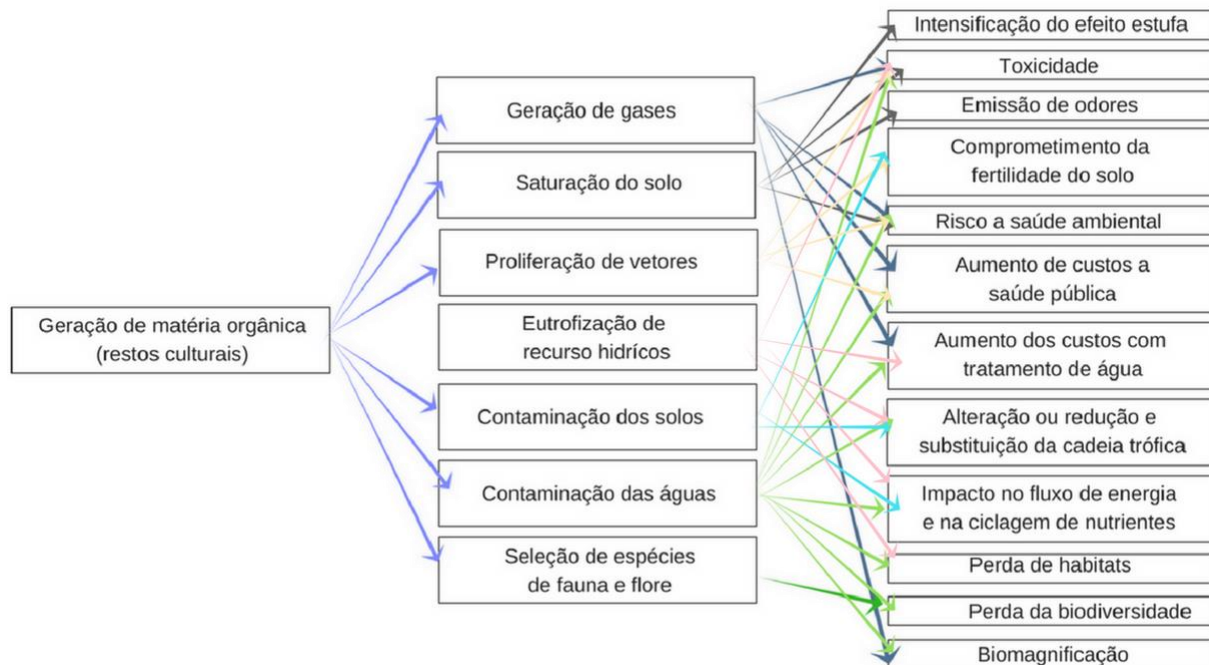 Geração de matéria orgânica
(restos culturais)
Geração de gases
Saturação do solo
Proliferação de vetores
Eutrofização de
recurso hidrícos
Contaminação dos solos
Contaminação das águas
Seleção de espécies
de fauna e flore
Intensificação do efeito estufa
Toxicidade
Emissão de odores
Comprometimento da
fertilidade do solo
Risco a saúde ambiental
Aumento de custos a
saúde pública
Aumento dos custos com
tratamento de água
Alteração ou redução e
substituição da cadeia trófica
Impacto no fluxo de energia
e na ciclagem de nutrientes
Perda de habitats
Perda da biodiversidade
Biomagnificação